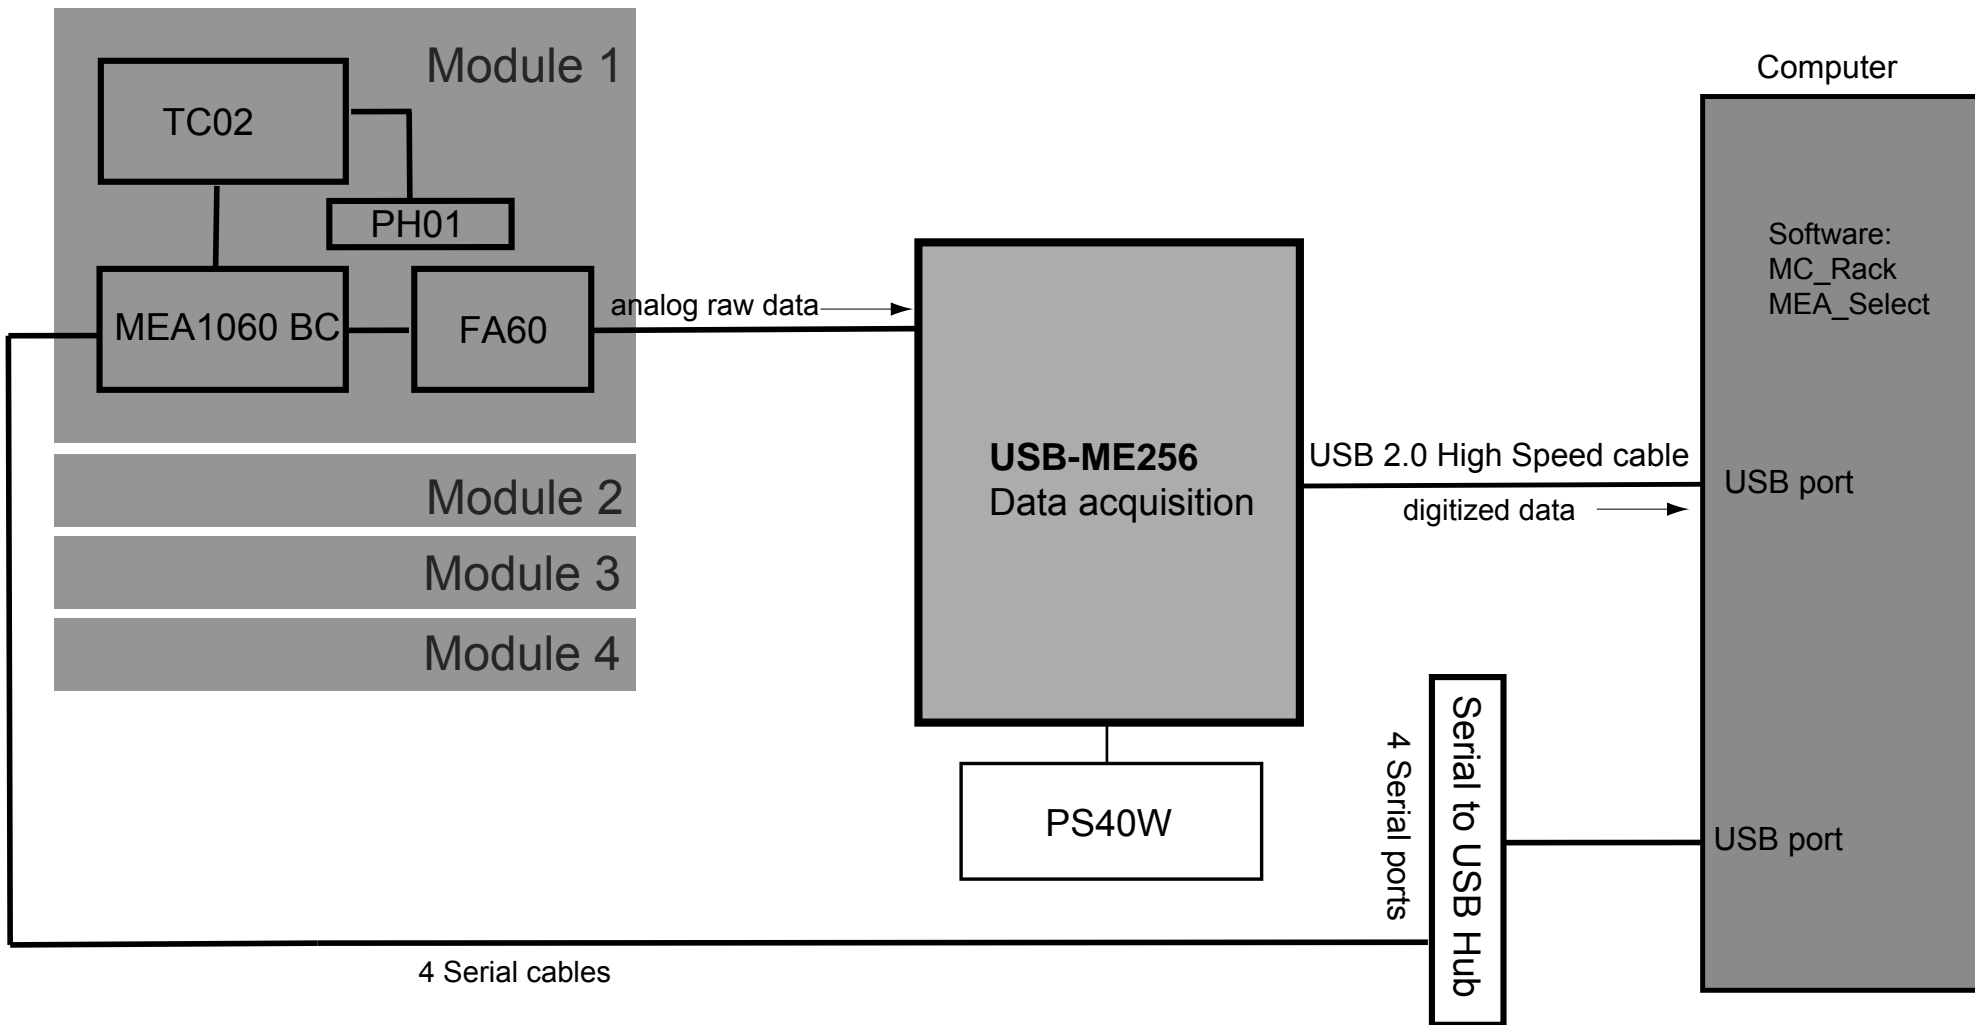 Module 1
TC02
PH01
MEA1060 BC
FA60
analog raw data
Module 2
Module 3
Module 4
USB-ME256
Data acquisition
PS40W
USB 2.0 High Speed cable
digitized data
Computer
Software:
MC_Rack
MEA_Select
USB port
USB port
4 Serial ports
Serial to USB Hub
4 Serial cables